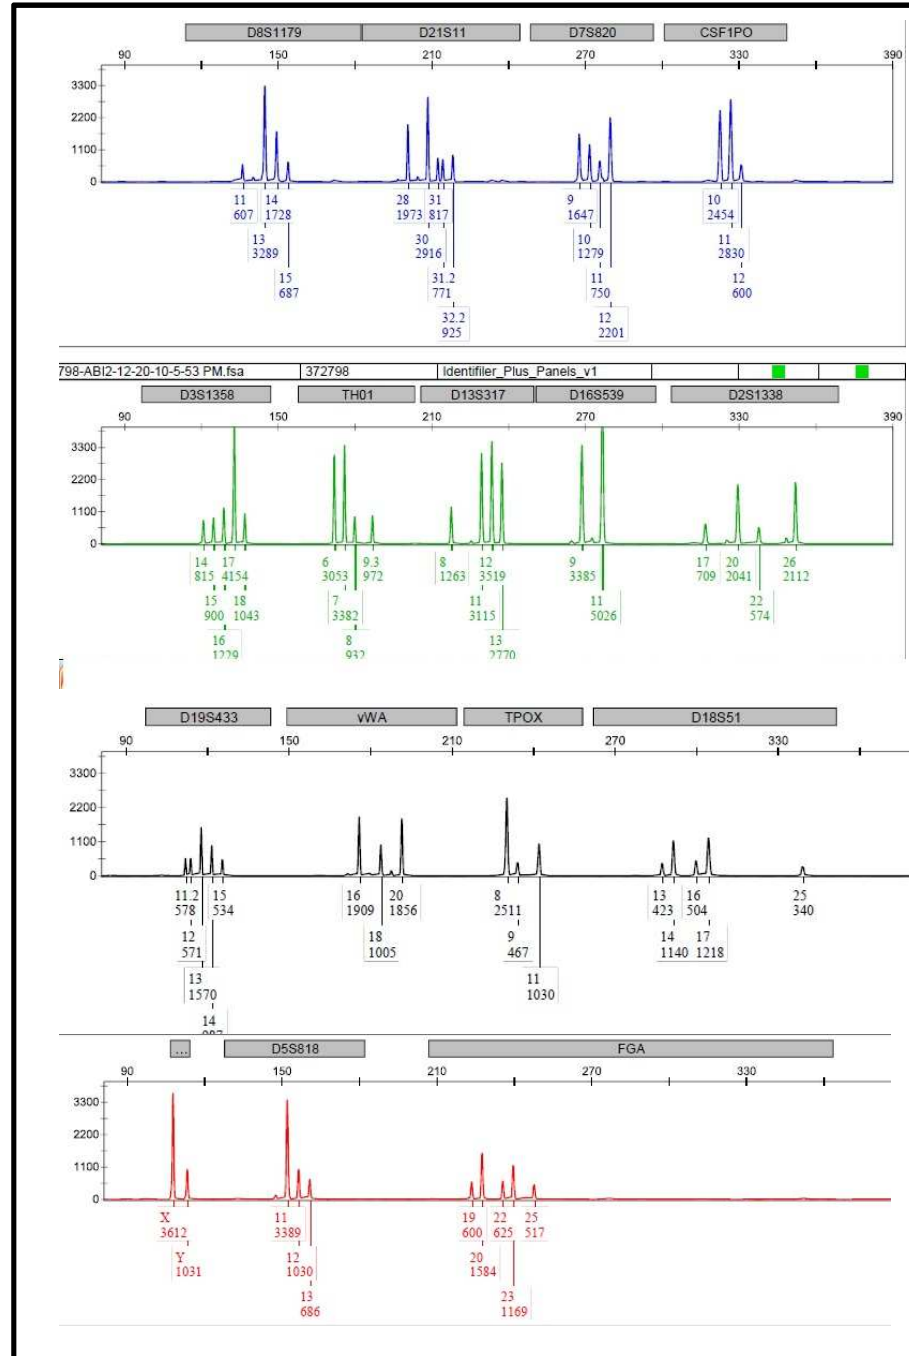 D8S1179 D21S11 D7S820 CSF1PO
90 150 210 270 330 390
3300
2200
1100
0
11 14 28 31 9 10
607 1728 1973 817 1647 2454
13 30 10 11
3289 2916 1279 2830
15 31.2 11 12
687 771 750 600
32.2 12
925 2201
798-ABI2-12-20-10-5-53 PM.fsa 372798 Identifiler_Plus_Panels_v1
D3S1358 TH01 D13S317 D16S539 D2S1338
90 150 210 270 330 390
3300
2200
1100
0
14 17 6 9.3 8 12 9 17 20 26
815 4154 3053 972 1263 3519 3385 709 2041 2112
15 18 7 11 11 22
900 1043 3382 3115 5026 574
16 8 13
1229 932 2770
D19S433 vWA TPOX D18S51
90 150 210 270 330
3300
2200
1100
0
11.2 15 16 20 8 13 16 25
578 534 1909 1856 2511 423 504 340
12 18 9 14 17
571 1005 467 1140 1218
13 11
1570 1030
14
... D5S818 FGA
90 150 210 270 330
3300
2200
1100
0
X 11 19 22 25
3612 3389 600 625 517
Y 12 20
1031 1030 1584
13 23
686 1169